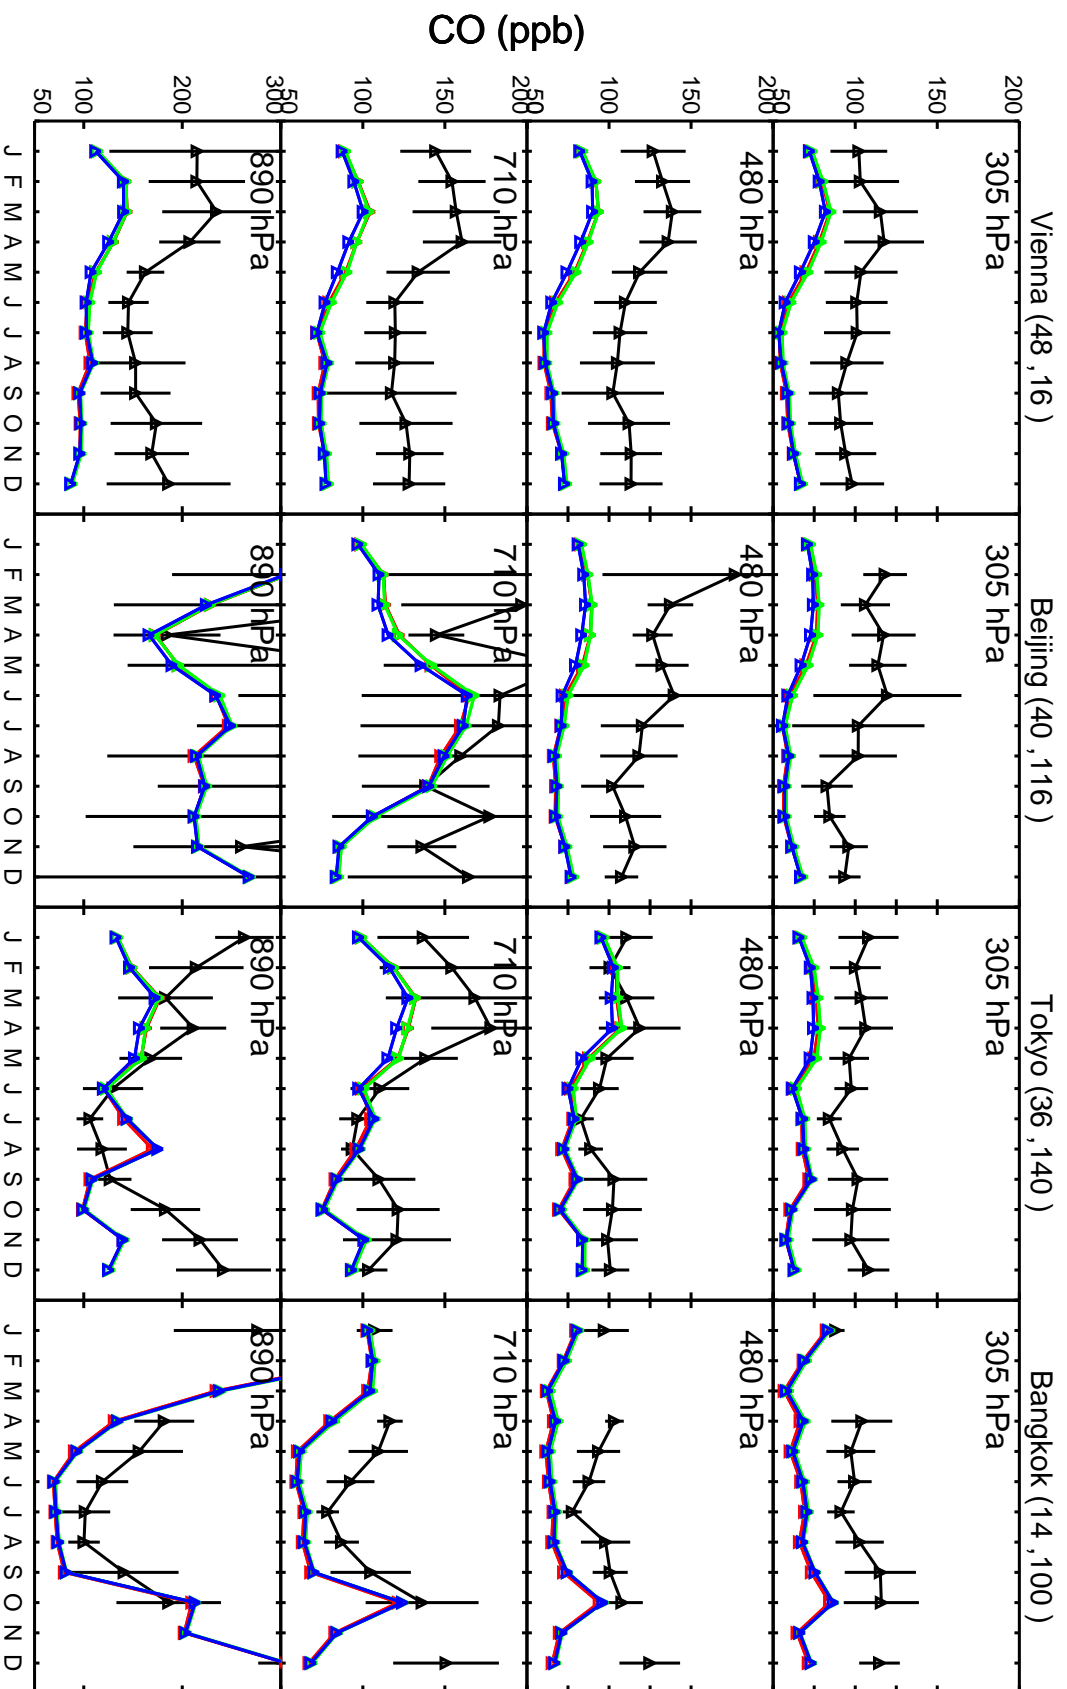 CO (ppb)
Vienna (48 ,16 )
Beijing (40 ,116 )
Tokyo (36 ,140 )
Bangkok (14 ,100 )
200
150
100
50
305 hPa
305 hPa
305 hPa
305 hPa
200
150
100
50
480 hPa
480 hPa
480 hPa
480 hPa
200
150
100
50
710 hPa
710 hPa
710 hPa
710 hPa
300
200
100
50
890 hPa
890 hPa
890 hPa
890 hPa
J F M A M J J A S O N D
J F M A M J J A S O N D
J F M A M J J A S O N D
J F M A M J J A S O N D